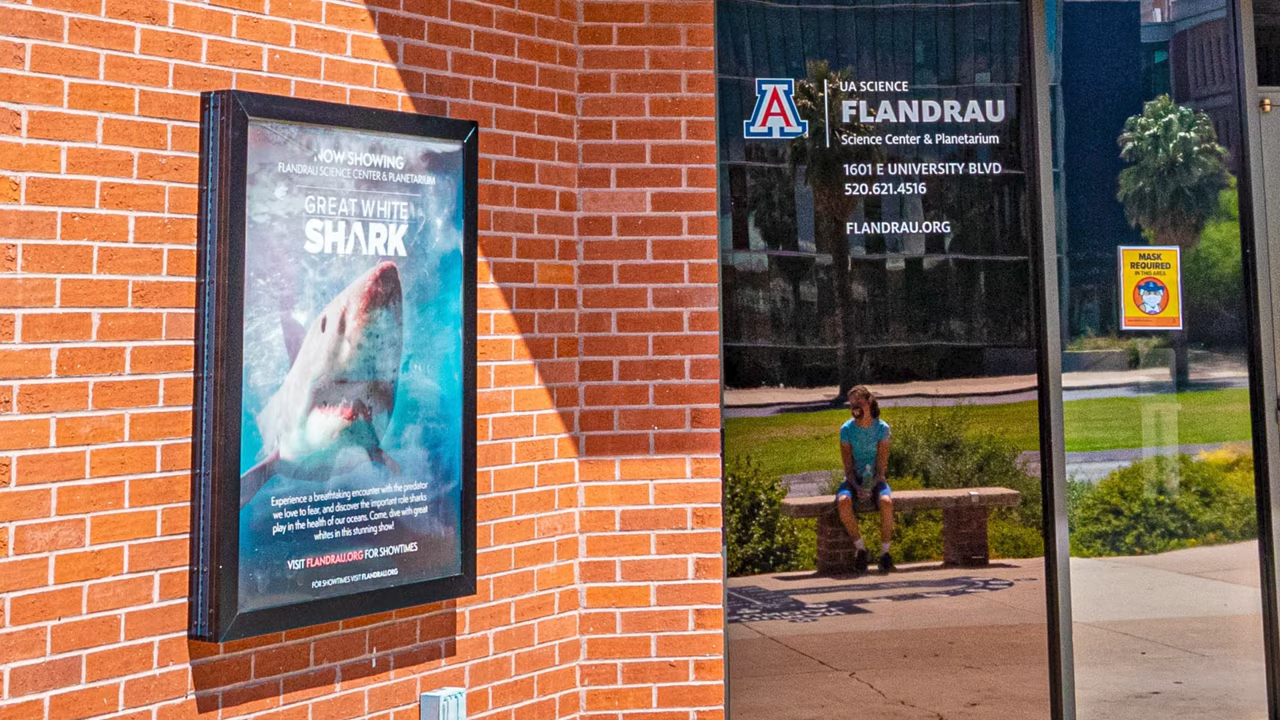 NOW SHOWING
FLANDRAU SCIENCE CENTER & PLANETARIUM
GREAT WHITE
SHARK
Experience a breathtaking encounter with the predator
we love to fear, and discover the important role sharks
play in the health of our oceans. Come, dive with great
whites in this stunning show!
VISIT FLANDRAU.ORG FOR SHOWTIMES
FOR SHOWTIMES VISIT FLANDRAU.ORG
A
UA SCIENCE
FLANDRAU
Science Center & Planetarium
1601 E UNIVERSITY BLVD
520.621.4516
FLANDRAU.ORG
MASK
REQUIRED
IN THIS AREA